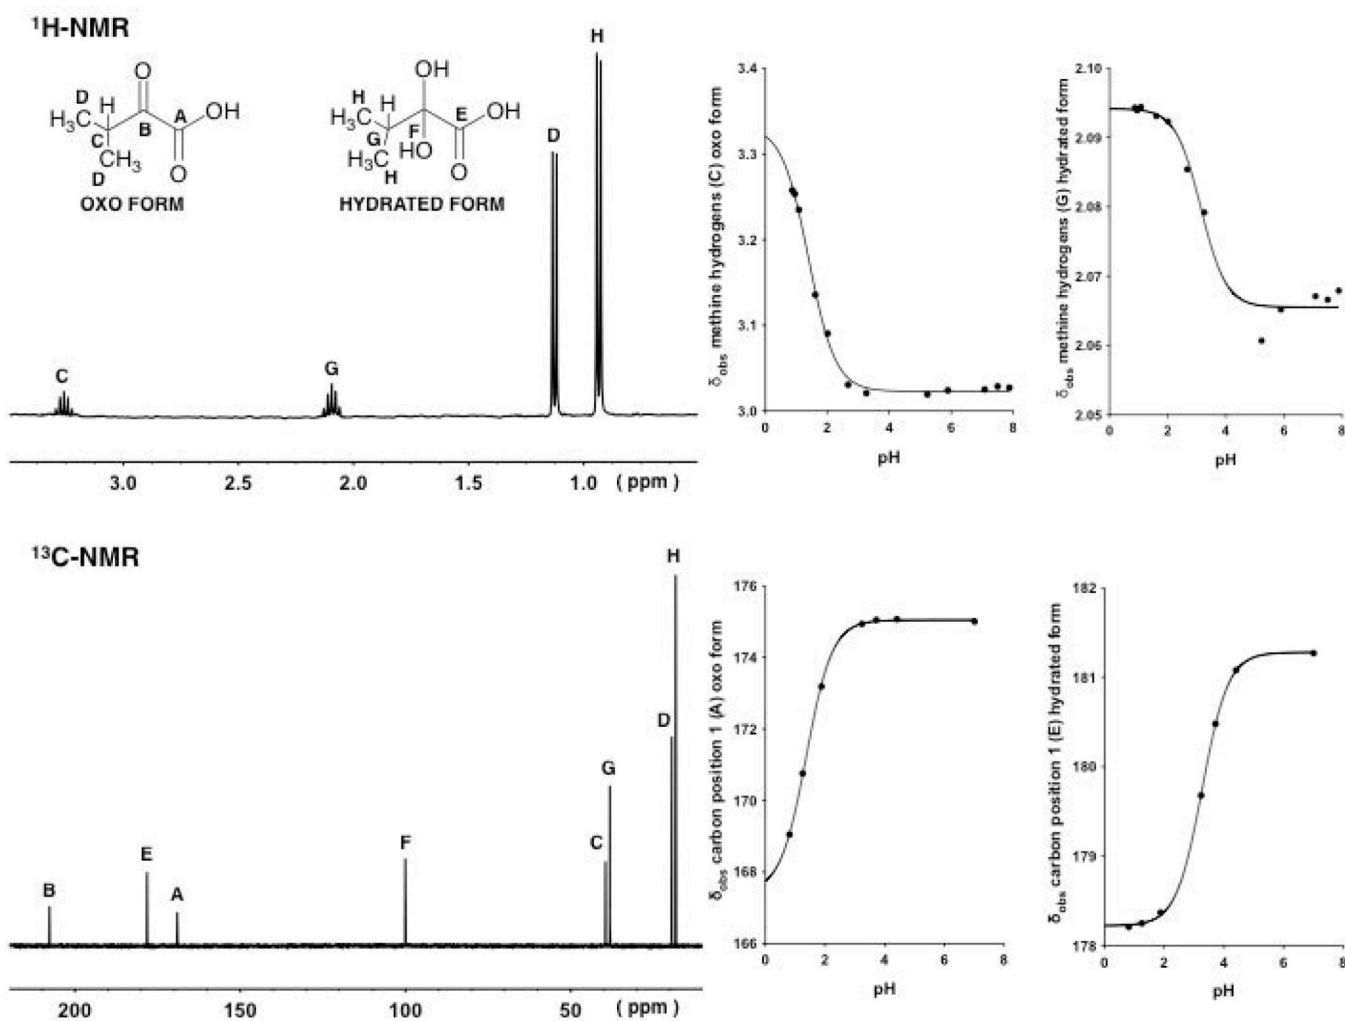 ¹H-NMR
H
O
D
H
H₃C
A
OH
C
B
CH₃
O
D
OXO FORM
OH
H
H
E
H₃C
OH
G
F
HO
CH₃
O
H
HYDRATED FORM
D
C
G
3.0 2.5 2.0 1.5 1.0 ( ppm )
δobs methine hydrogens (C) oxo form
3.4
3.3
3.2
3.1
3.0
0 2 4 6 8
pH
δobs methine hydrogens (G) hydrated form
2.10
2.09
2.08
2.07
2.06
2.05
0 2 4 6 8
pH
¹³C-NMR
H
D
G
C
F
E
B
A
200 150 100 50 ( ppm )
δobs carbon position 1 (A) oxo form
176
174
172
170
168
166
0 2 4 6 8
pH
δobs carbon position 1 (E) hydrated form
182
181
180
179
178
0 2 4 6 8
pH